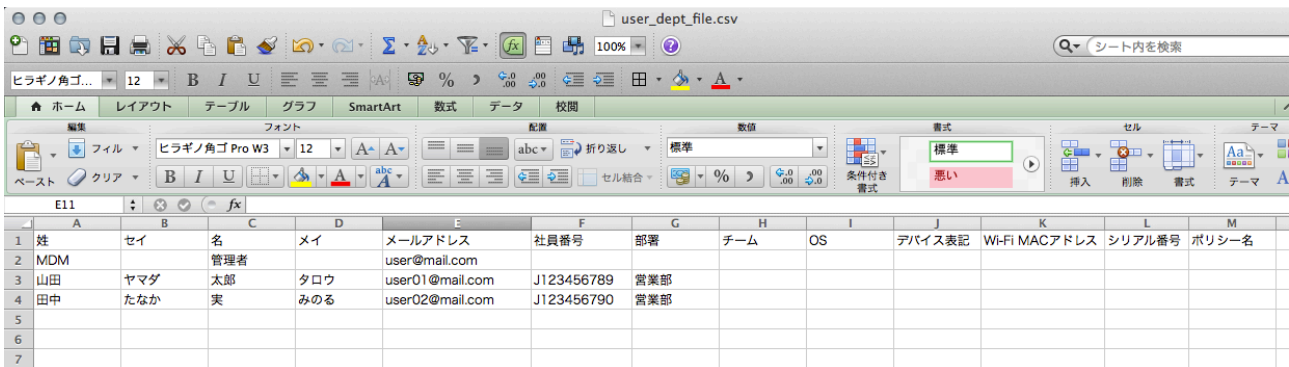 user_dept_file.csv
100%
シート内を検索
ヒラギノ角ゴ... 12 B I U
ホーム レイアウト テーブル グラフ SmartArt 数式 データ 校閲
編集 フォント 配置 数値 書式 セル テーマ
フィル ヒラギノ角ゴ Pro W3 12 A A abc 折り返し 標準 標準 Aa
ペースト クリア B I U A abc A セル結合 % 条件付き書式 悪い 挿入 削除 書式 テーマ A
E11 fx
A B C D E F G H I J K L M
1 姓 セイ 名 メイ メールアドレス 社員番号 部署 チーム OS デバイス表記 Wi-Fi MACアドレス シリアル番号 ポリシー名
2 MDM 管理者 user@mail.com
3 山田 ヤマダ 太郎 タロウ user01@mail.com J123456789 営業部
4 田中 たなか 実 みのる user02@mail.com J123456790 営業部
5
6
7